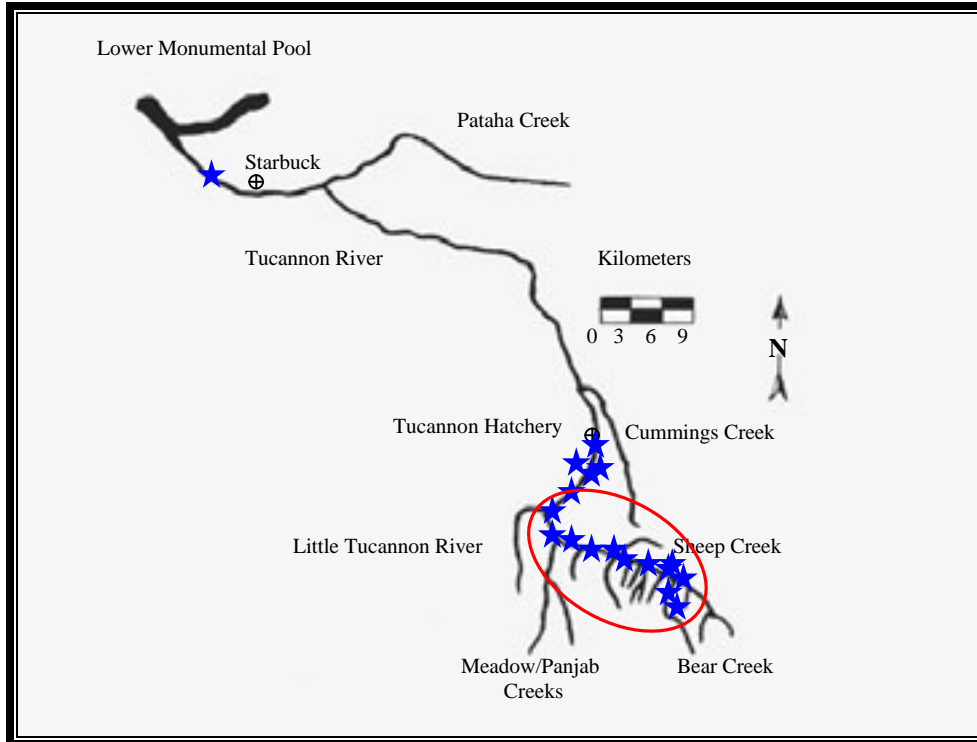 Lower Monumental Pool
Pataha Creek
Starbuck
Tucannon River
Kilometers
0 3 6 9
N
Tucannon Hatchery
Cummings Creek
Little Tucannon River
Sheep Creek
Meadow/Panjab
Creeks
Bear Creek